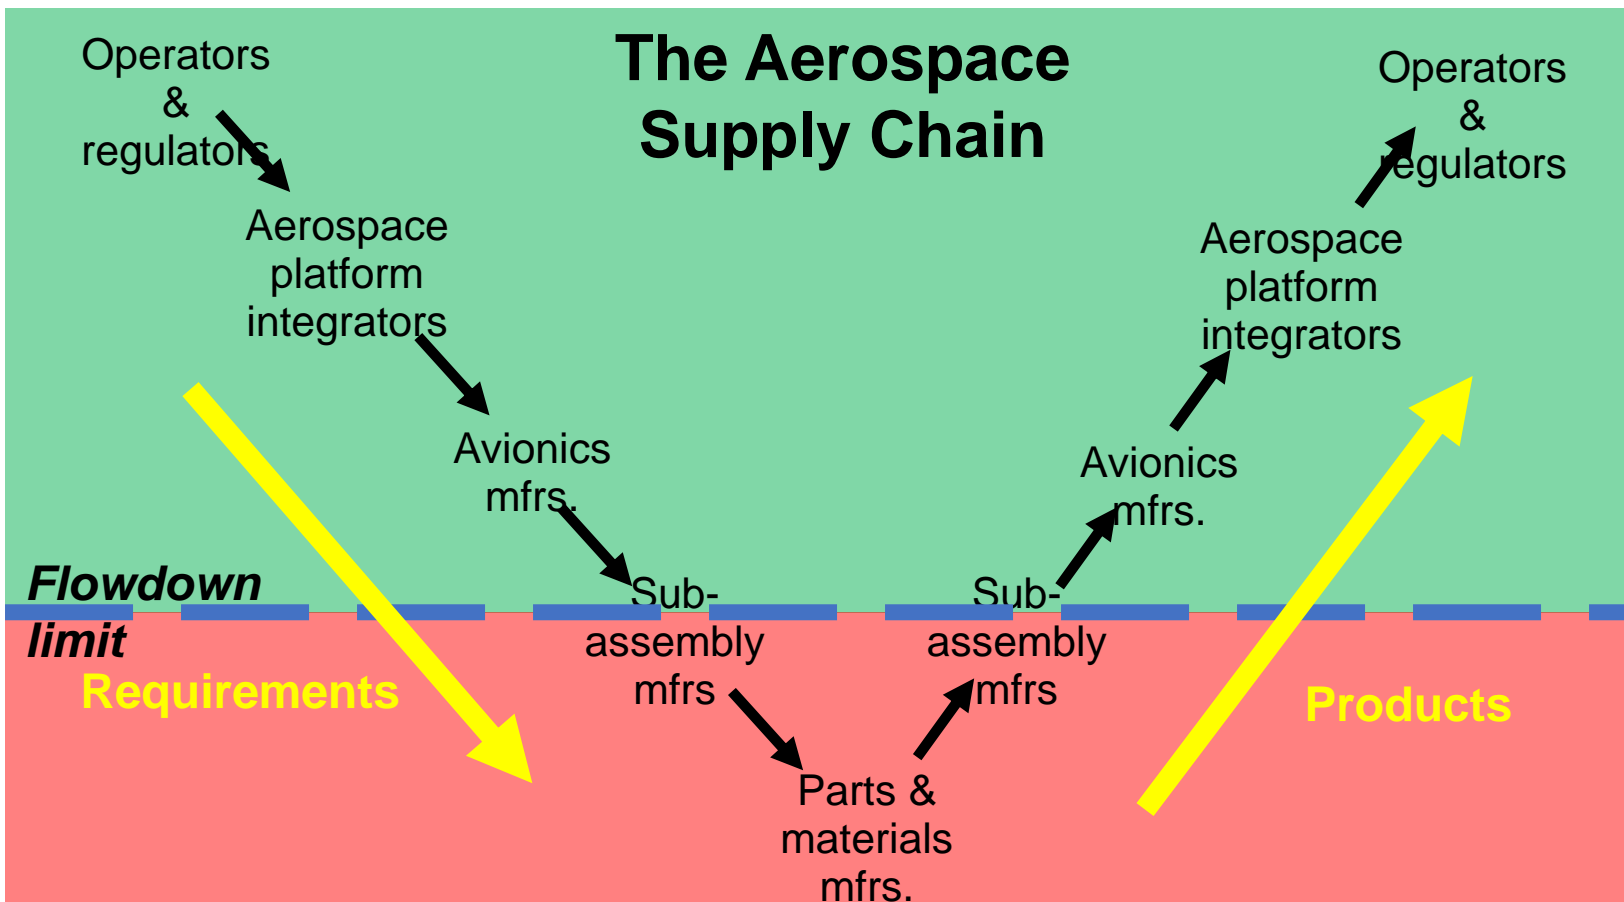 The Aerospace
Supply Chain
Operators
&
regulators
Aerospace
platform
integrators
Avionics
mfrs.
Sub-
assembly
mfrs
Parts &
materials
mfrs.
Sub-
assembly
mfrs
Avionics
mfrs.
Aerospace
platform
integrators
Operators
&
regulators
Flowdown
limit
Requirements
Products